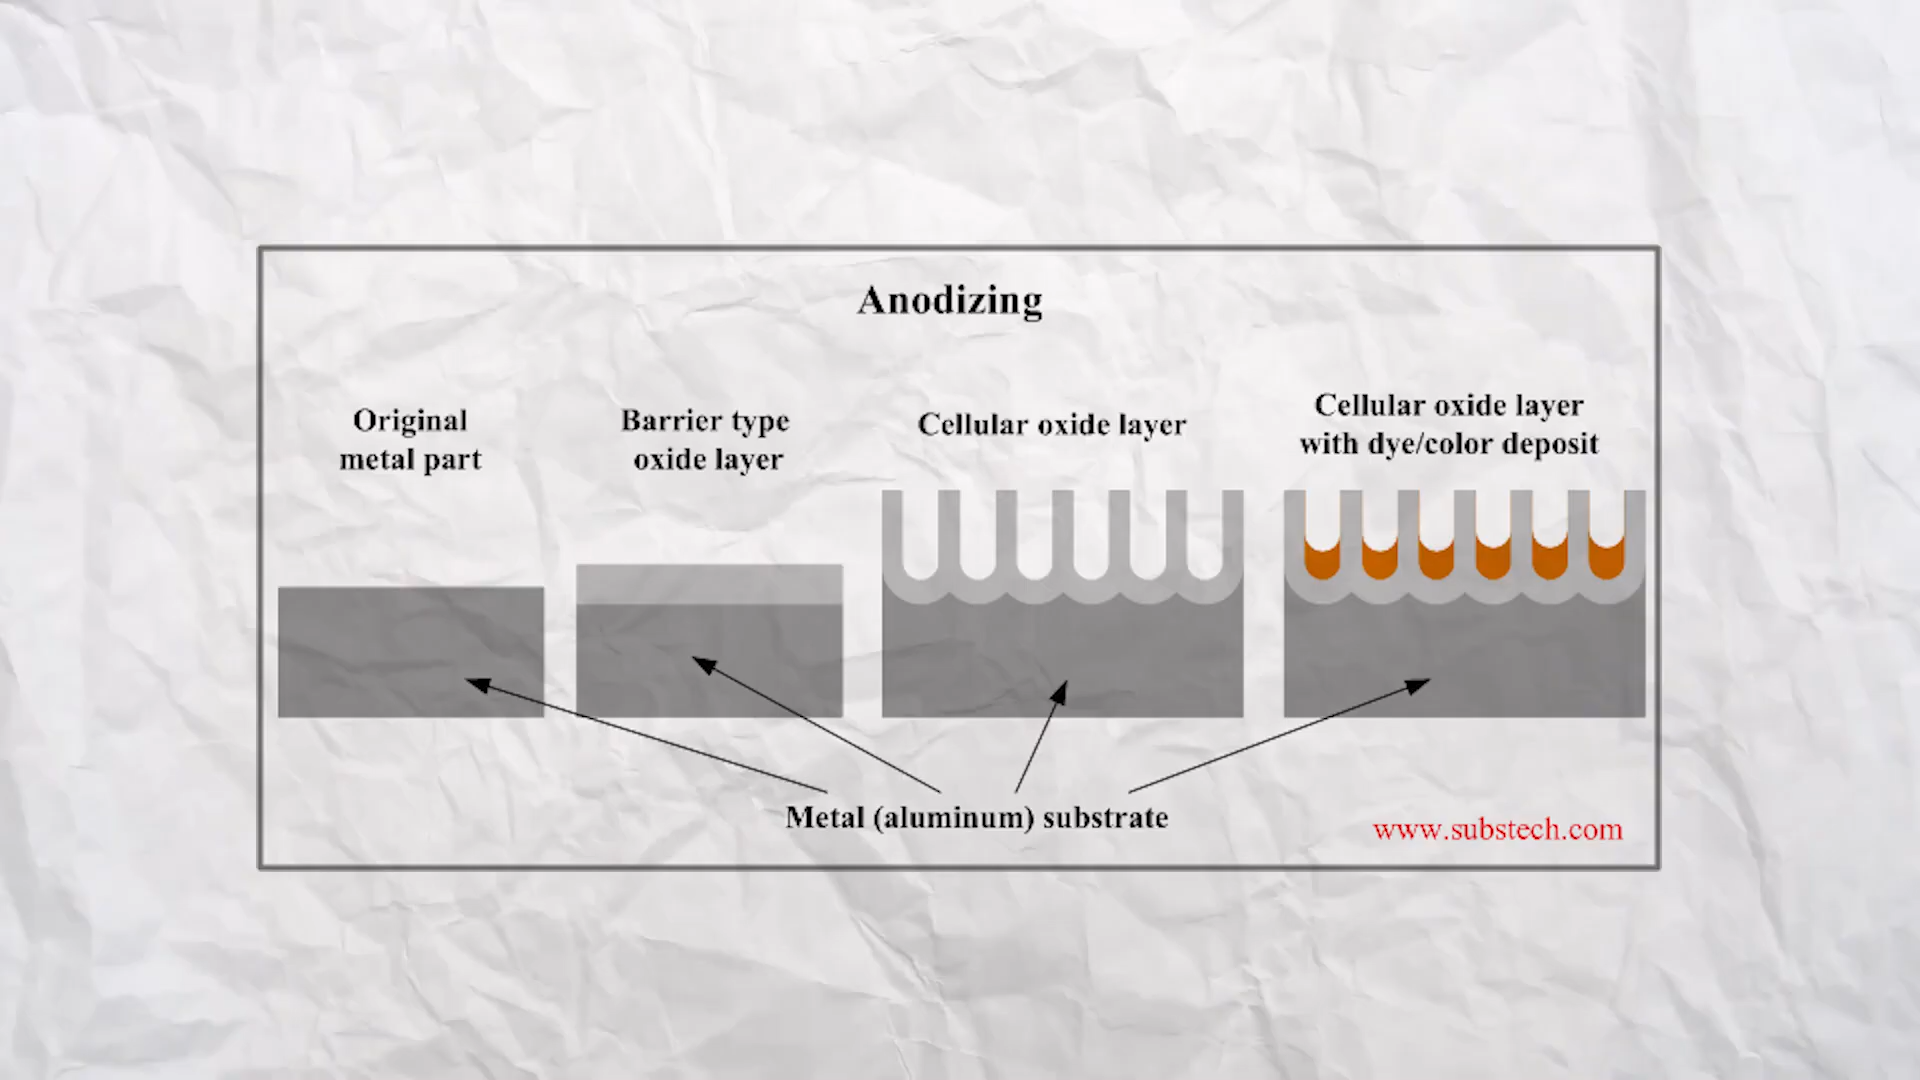 Anodizing
Original
metal part
Barrier type
oxide layer
Cellular oxide layer
Cellular oxide layer
with dye/color deposit
Metal (aluminum) substrate
www.substech.com